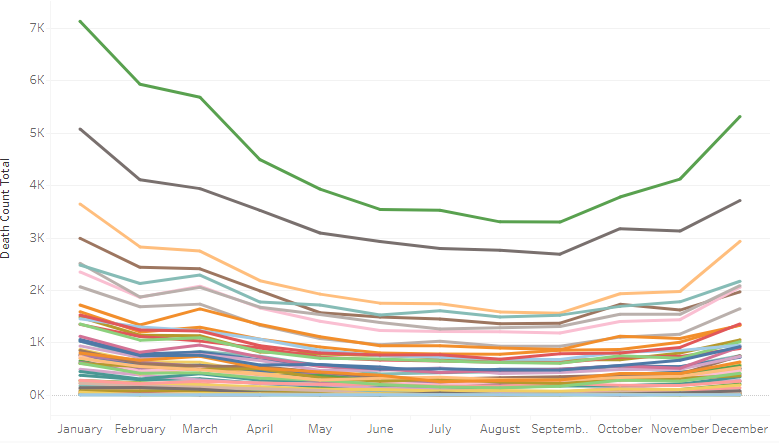 7K
6K
5K
4K
3K
2K
1K
0K
Death Count Total
January February March April May June July August Septemb.. October November December